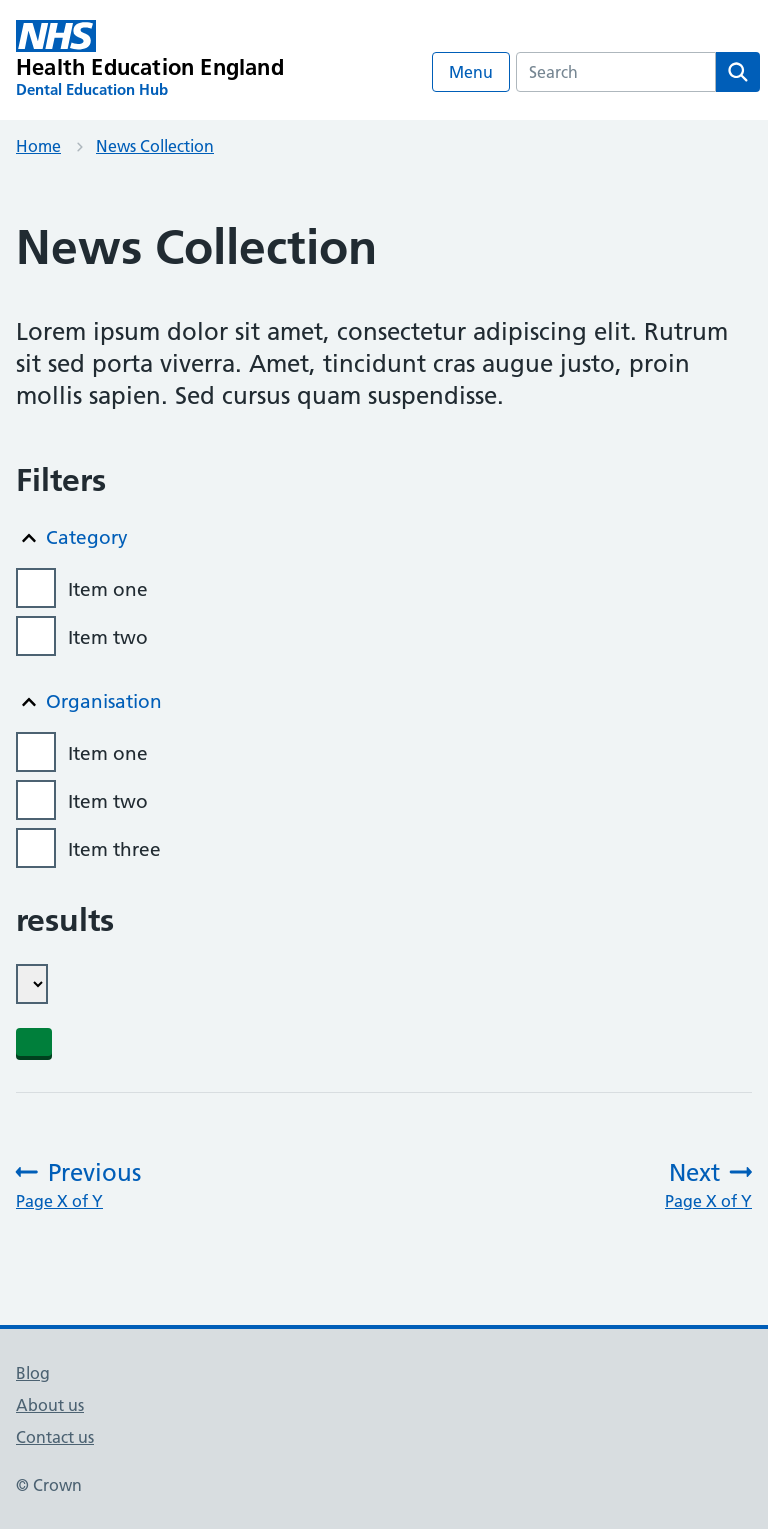 NHS
Health Education England
Dental Education Hub
Menu
Search
Home
News Collection
News Collection
Lorem ipsum dolor sit amet, consectetur adipiscing elit. Rutrum
sit sed porta viverra. Amet, tincidunt cras augue justo, proin
mollis sapien. Sed cursus quam suspendisse.
Filters
Category
Item one
Item two
Organisation
Item one
Item two
Item three
results
Previous
Page X of Y
Next
Page X of Y
Blog
About us
Contact us
© Crown